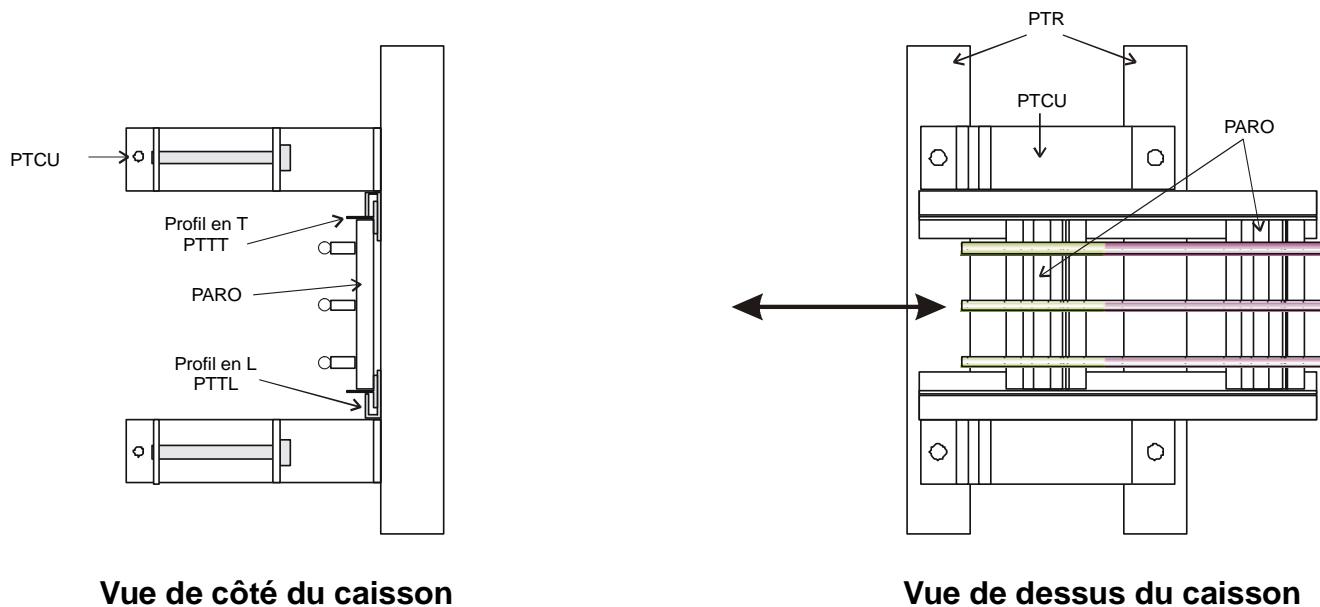 PTCU
Profil en T
PTTT
PARO
Profil en L
PTTL
Vue de côté du caisson
PTR
PTCU
PARO
Vue de dessus du caisson